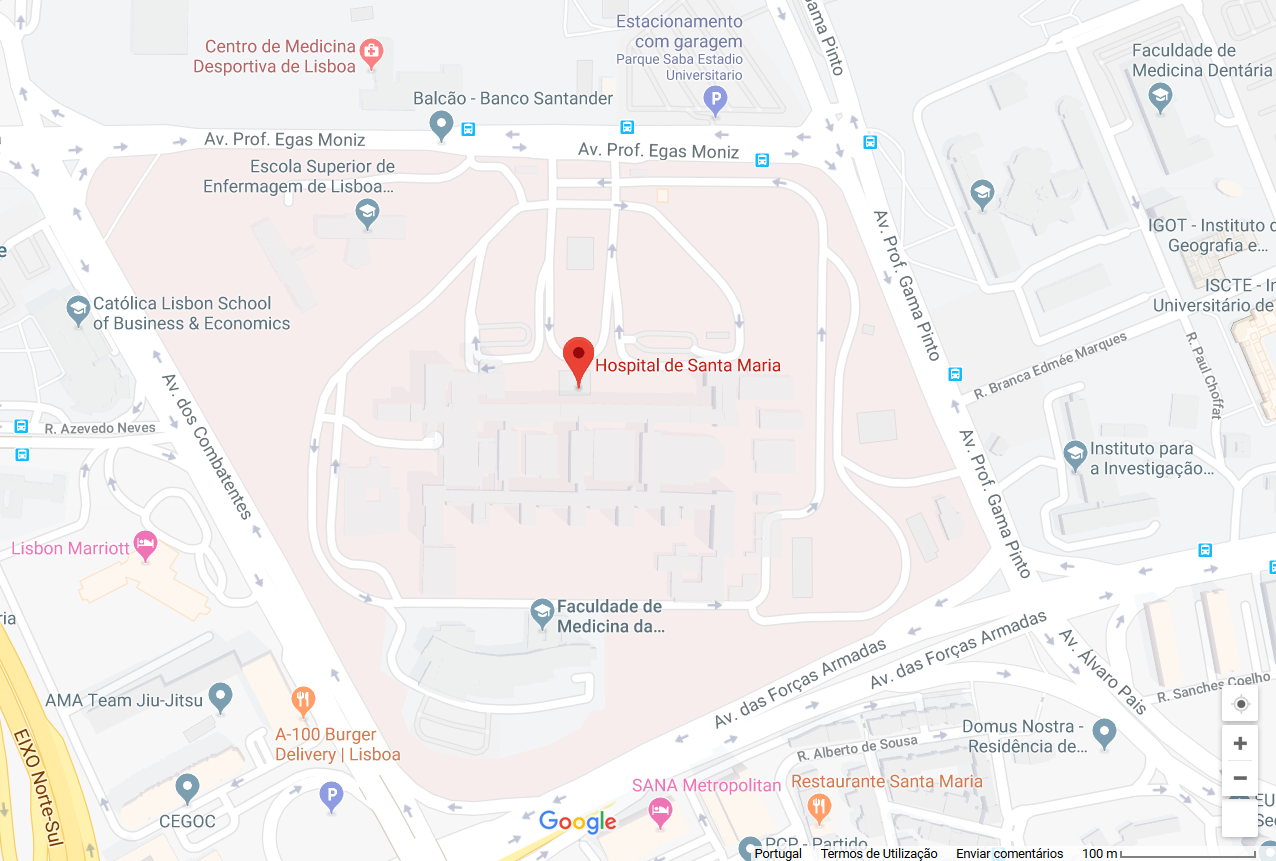 Estacionamento
com garagem
Parque Saba Estadio
Universitario
Gama Pinto
Centro de Medicina
Desportiva de Lisboa
Faculdade de
Medicina Dentária
Balcão - Banco Santander
P
Av. Prof. Egas Moniz
Av. Prof. Egas Moniz
Escola Superior de
Enfermagem de Lisboa...
Av. Prof. Gama Pinto
IGOT - Instituto d
Geografia e...
e
ISCTE - In
Universitário de
Católica Lisbon School
of Business & Economics
R. Branca Edmée Marques
R. Paul Choffat
Hospital de Santa Maria
Av. dos Combatentes
R. Azevedo Neves
Av. Prof. Gama Pinto
Instituto para
a Investigação...
Lisbon Marriott
Faculdade de
Medicina da...
ria
Av. das Forças Armadas
Av. das Forças Armadas
Av. Álvaro Pais
R. Sanches Coelho
AMA Team Jiu-Jitsu
A-100 Burger
Delivery | Lisboa
EIXO Norte-Sul
R. Alberto de Sousa
Domus Nostra -
Residência de...
SANA Metropolitan
Restaurante Santa Maria
P
CEGOC
Google
EU
Se
PCP - Partido
Portugal Termos de Utilização Enviar comentários 100 m